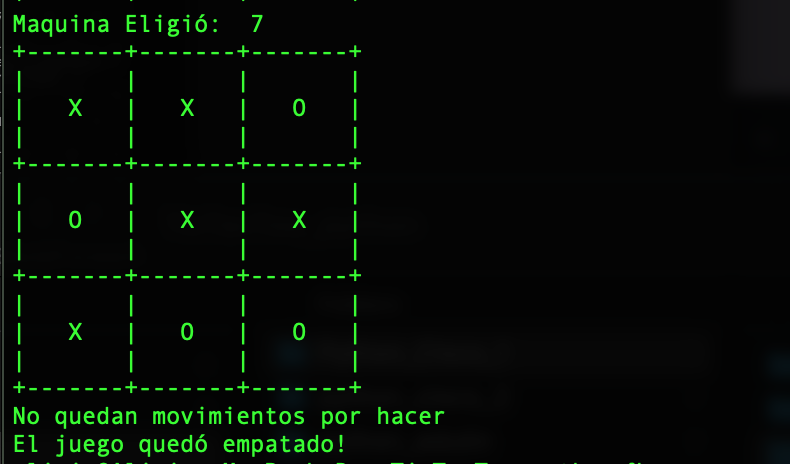 Maquina Eligió:  7
+-------+-------+-------+
|       |       |       |
|   X   |   X   |   O   |
|       |       |       |
+-------+-------+-------+
|       |       |       |
|   O   |   X   |   X   |
|       |       |       |
+-------+-------+-------+
|       |       |       |
|   X   |   O   |   O   |
|       |       |       |
+-------+-------+-------+
No quedan movimientos por hacer
El juego quedó empatado!